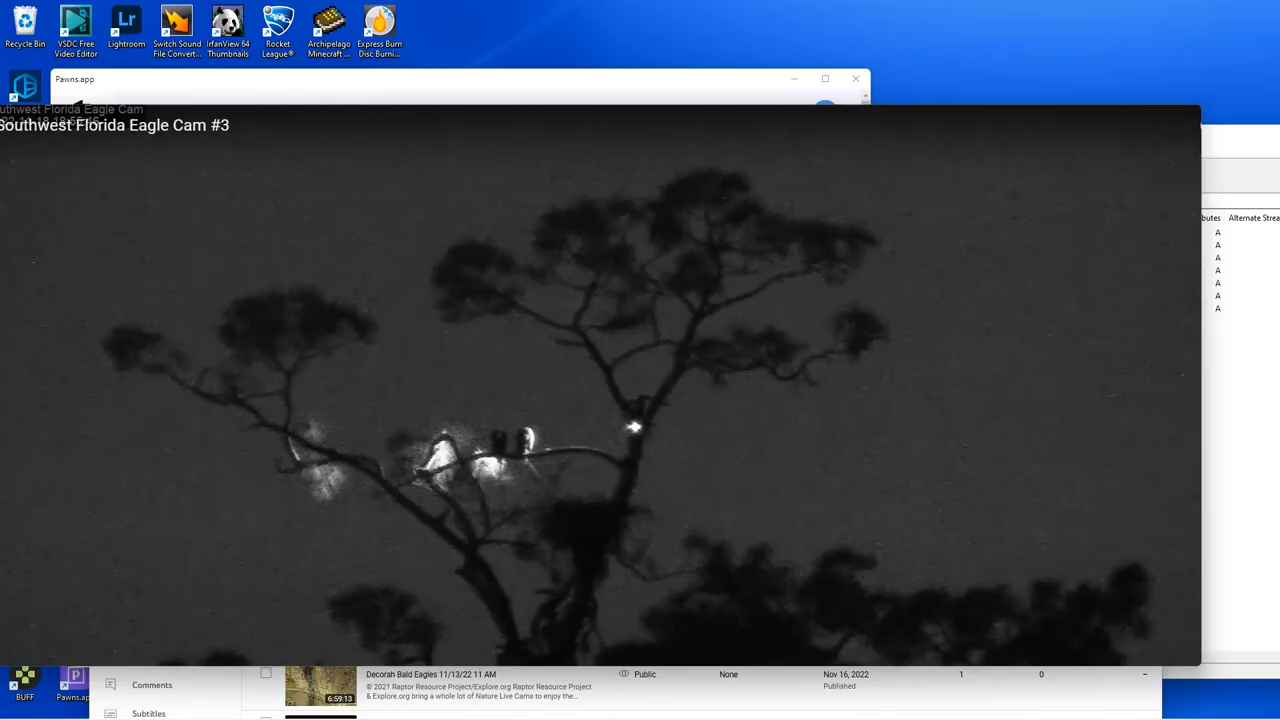 Recycle Bin
VSDC Free
Video Editor
Lightroom
Switch Sound
File Convert...
IrfanView 64
Thumbnails
Rocket
League®
Archipelago
Minecraft ...
Express Burn
Disc Burni...
Pawns.app
Southwest Florida Eagle Cam #3
uthwest Florida Eagle Cam
butes
Alternate Strea
A
A
A
A
A
A
A
BUFF
Pawns.ap
Comments
Subtitles
6:59:13
Decorah Bald Eagles 11/13/22 11 AM
© 2021 Raptor Resource Project/Explore.org Raptor Resource Project
& Explore.org bring a whole lot of Nature Live Cams to enjoy the...
Public
None
Nov 16, 2022
Published
1
0
–